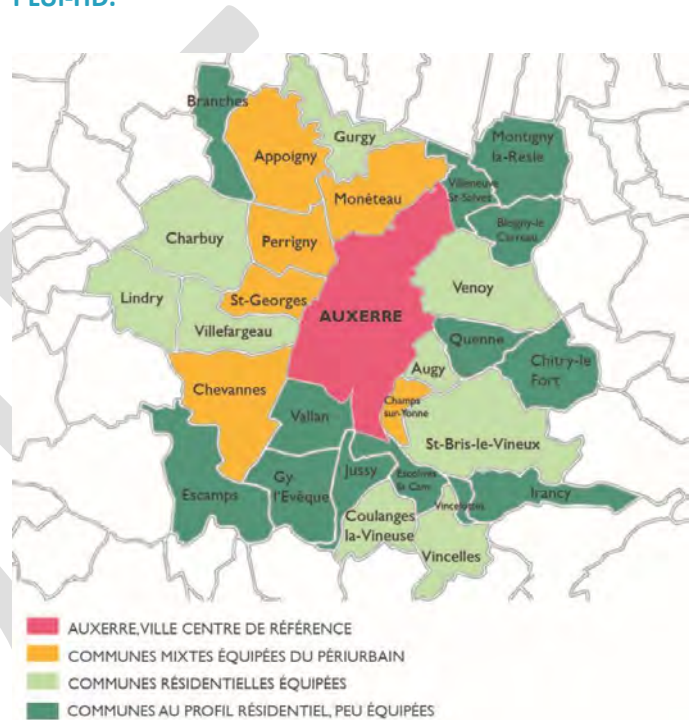 PLUi-HD.
Branches
Gurgy
Montigny
la-Resle
Appoigny
Villeneuve
St-Salves
Monéteau
Bleigny-le
Carreau
Charbuy
Perrigny
Venoy
Lindry
St-Georges
AUXERRE
Villefargeau
Quenne
Augy
Chitry-le
Fort
Chevannes
Champs
sur-Yonne
Vallan
St-Bris-le-Vineux
Escamps
Gy
l'Evêque
Jussy
Escolives
Ste Cam
Irancy
Vincelottes
Coulanges
la-Vineuse
Vincelles
AUXERRE, VILLE CENTRE DE RÉFÉRENCE
COMMUNES MIXTES ÉQUIPÉES DU PÉRIURBAIN
COMMUNES RÉSIDENTIELLES ÉQUIPÉES
COMMUNES AU PROFIL RÉSIDENTIEL, PEU ÉQUIPÉES